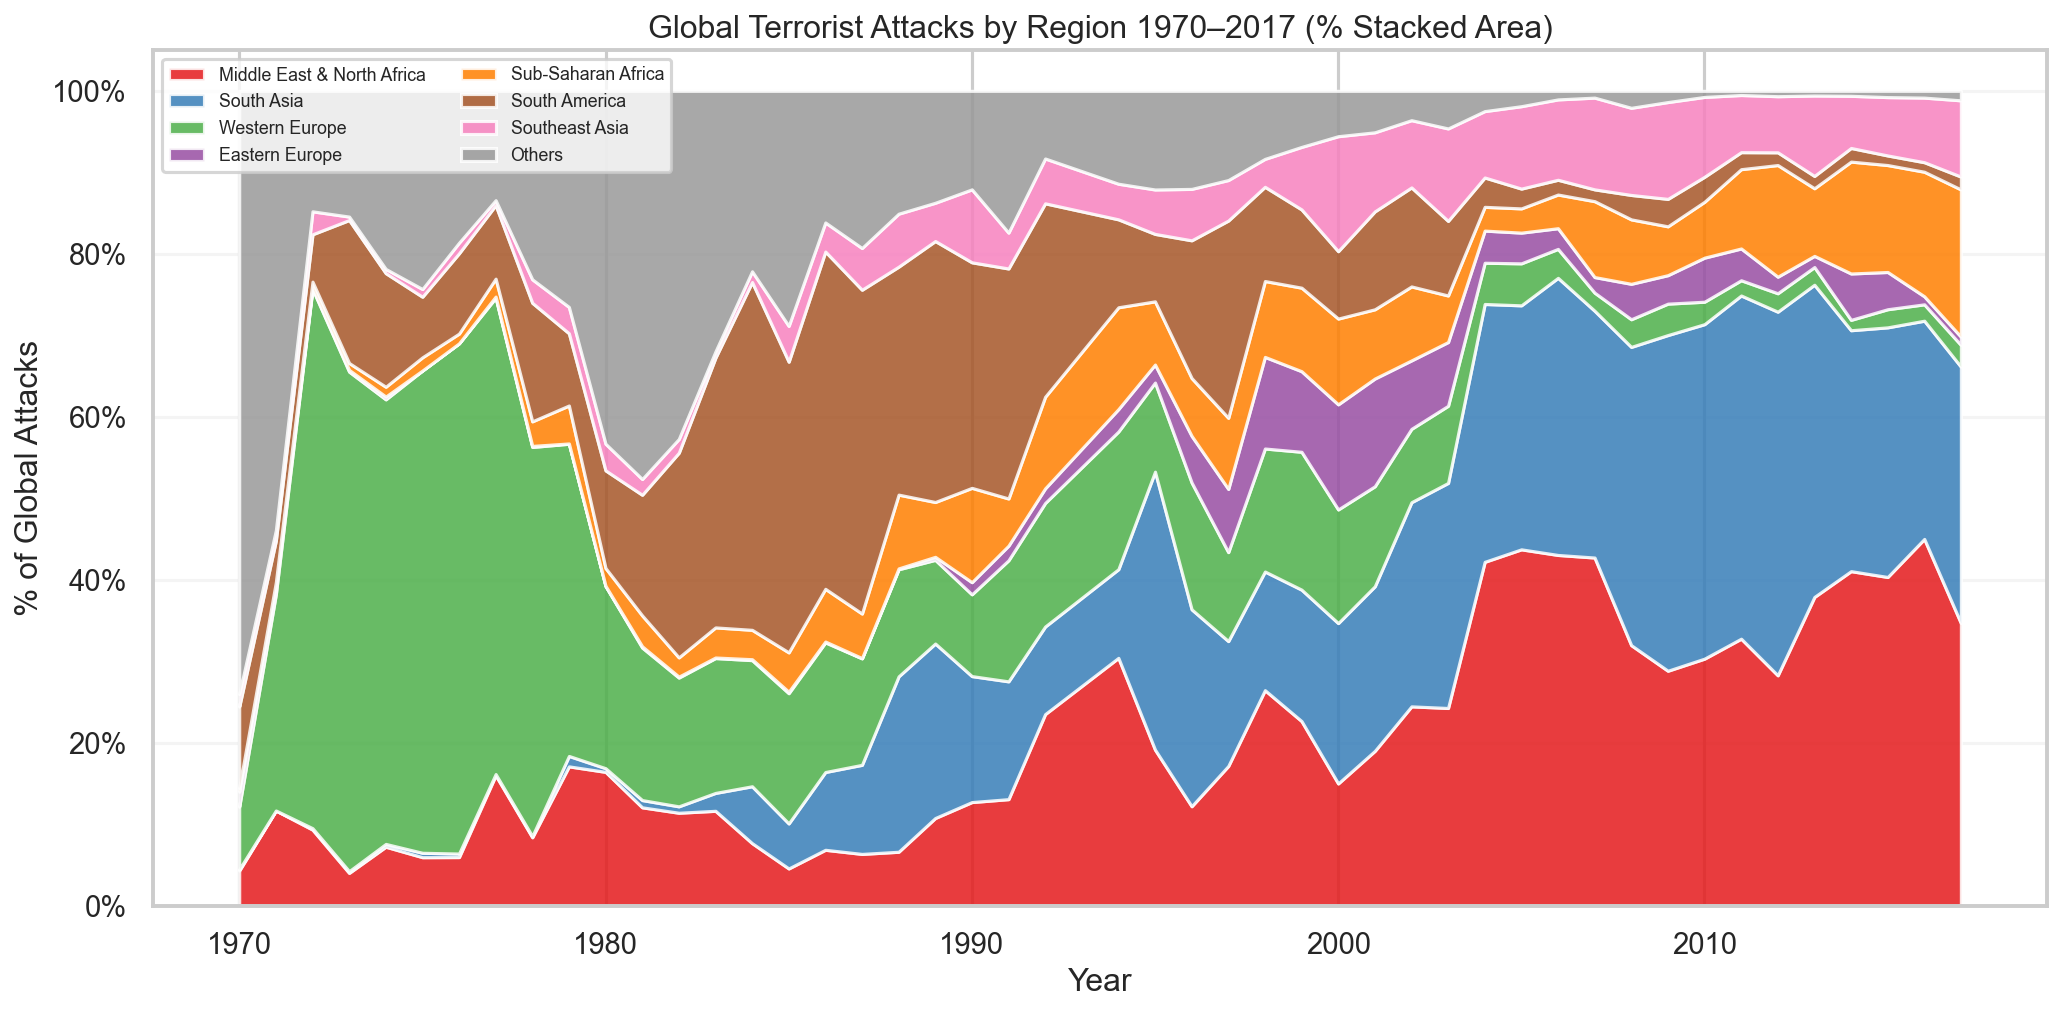 Global Terrorist Attacks by Region 1970–2017 (% Stacked Area)
Middle East & North Africa
South Asia
Western Europe
Eastern Europe
Sub-Saharan Africa
South America
Southeast Asia
Others
100%
80%
60%
40%
20%
0%
% of Global Attacks
1970
1980
1990
2000
2010
Year